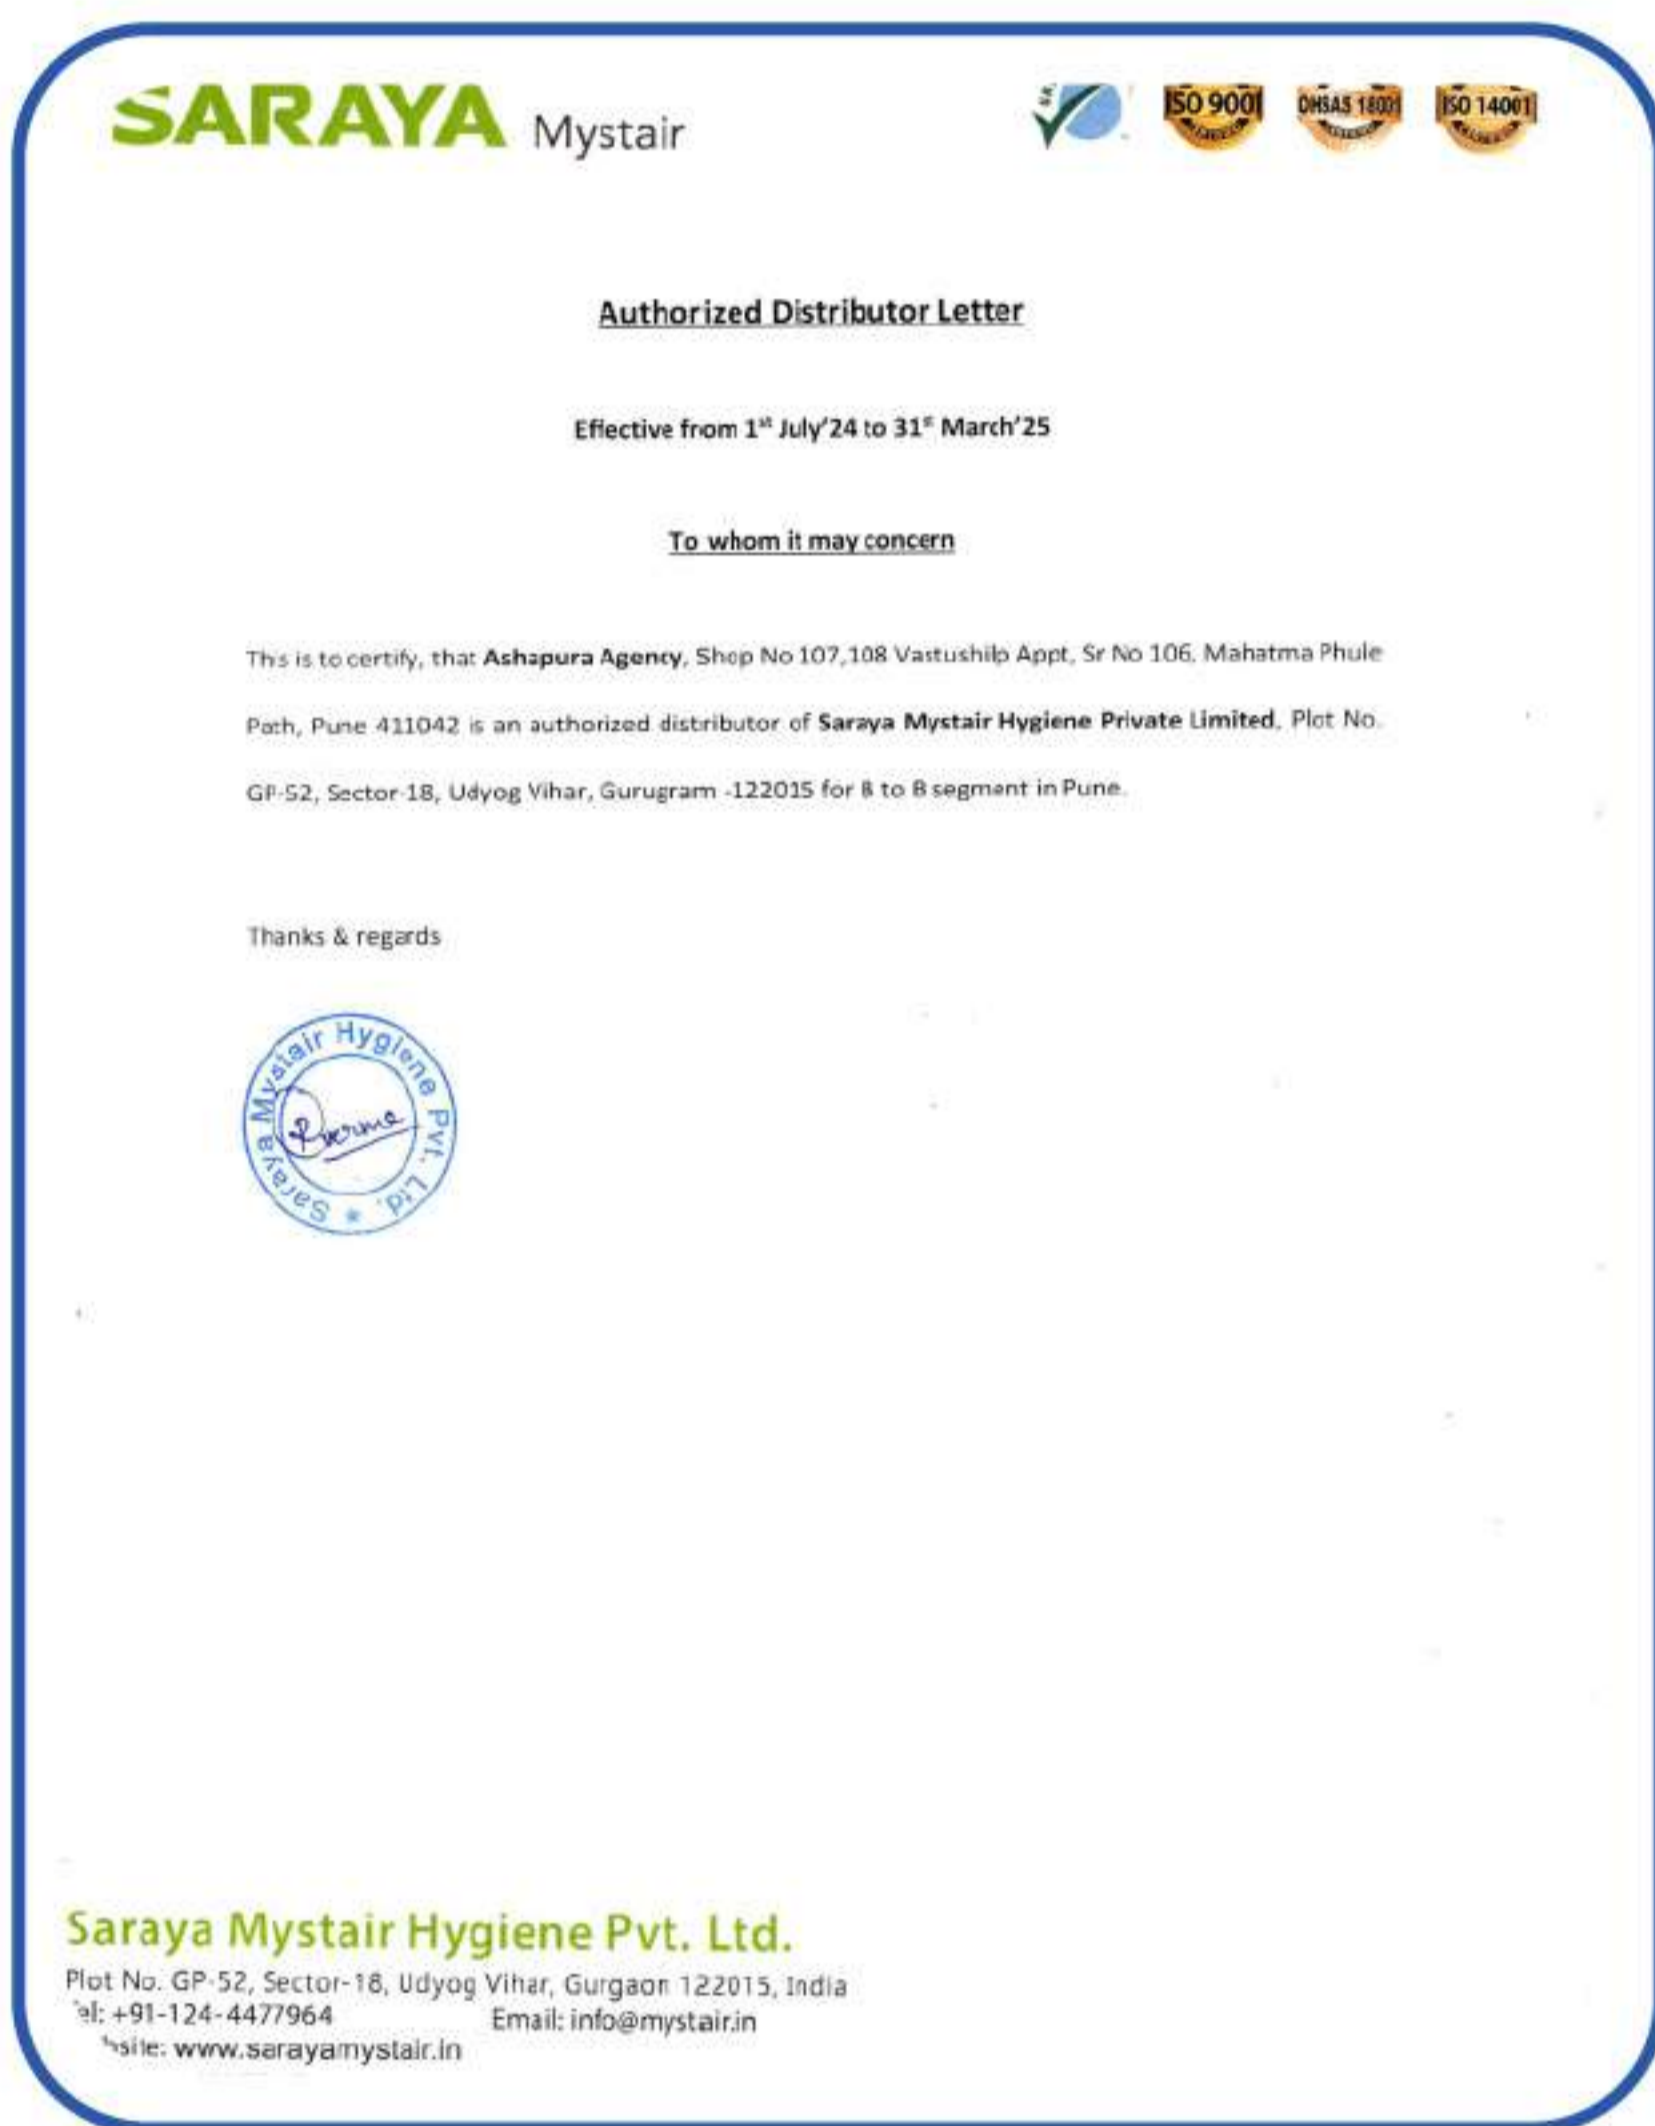 SARAYA Mystair
ISO 9001
OHSAS 18001
ISO 14001
Authorized Distributor Letter
Effective from 1st July'24 to 31st March'25
To whom it may concern
This is to certify, that Ashapura Agency, Shop No 107,108 Vastushilp Appt, Sr No 106, Mahatma Phule
Path, Pune 411042 is an authorized distributor of Saraya Mystair Hygiene Private Limited, Plot No.
GP-52, Sector-18, Udyog Vihar, Gurugram -122015 for B to B segment in Pune.
Thanks & regards
Saraya Mystair Hygiene Pvt. Ltd. *
Rverma
Saraya Mystair Hygiene Pvt. Ltd.
Plot No. GP-52, Sector-18, Udyog Vihar, Gurgaon 122015, India
el: +91-124-4477964 Email: info@mystair.in
site: www.sarayamystair.in